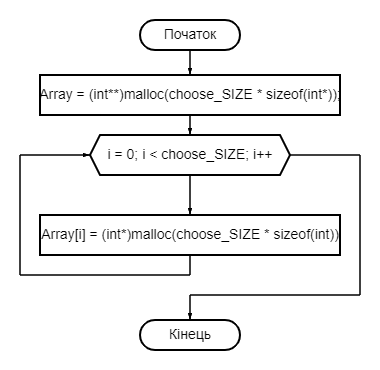 Початок
Array = (int**)malloc(choose_SIZE * sizeof(int*));
i = 0; i < choose_SIZE; i++
Array[i] = (int*)malloc(choose_SIZE * sizeof(int))
Кінець